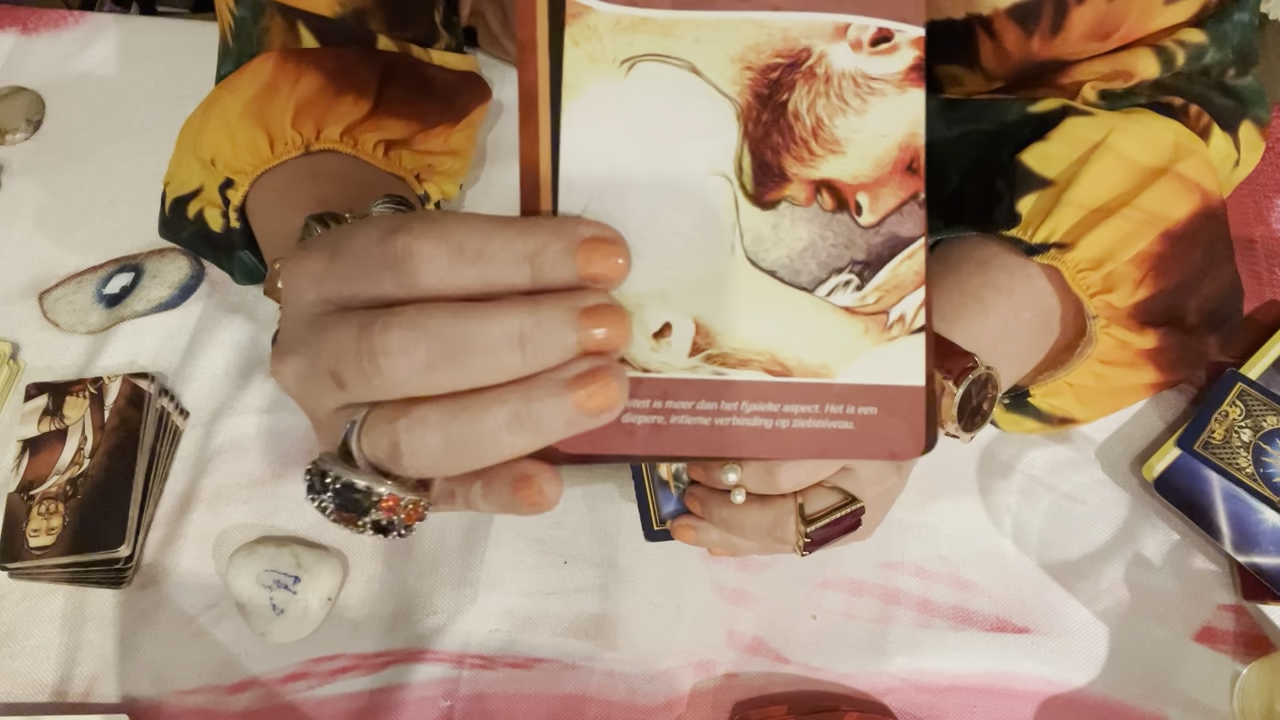 is meer dan het fysieke aspect. Het is een
diepere, intieme verbinding op zielsniveau.